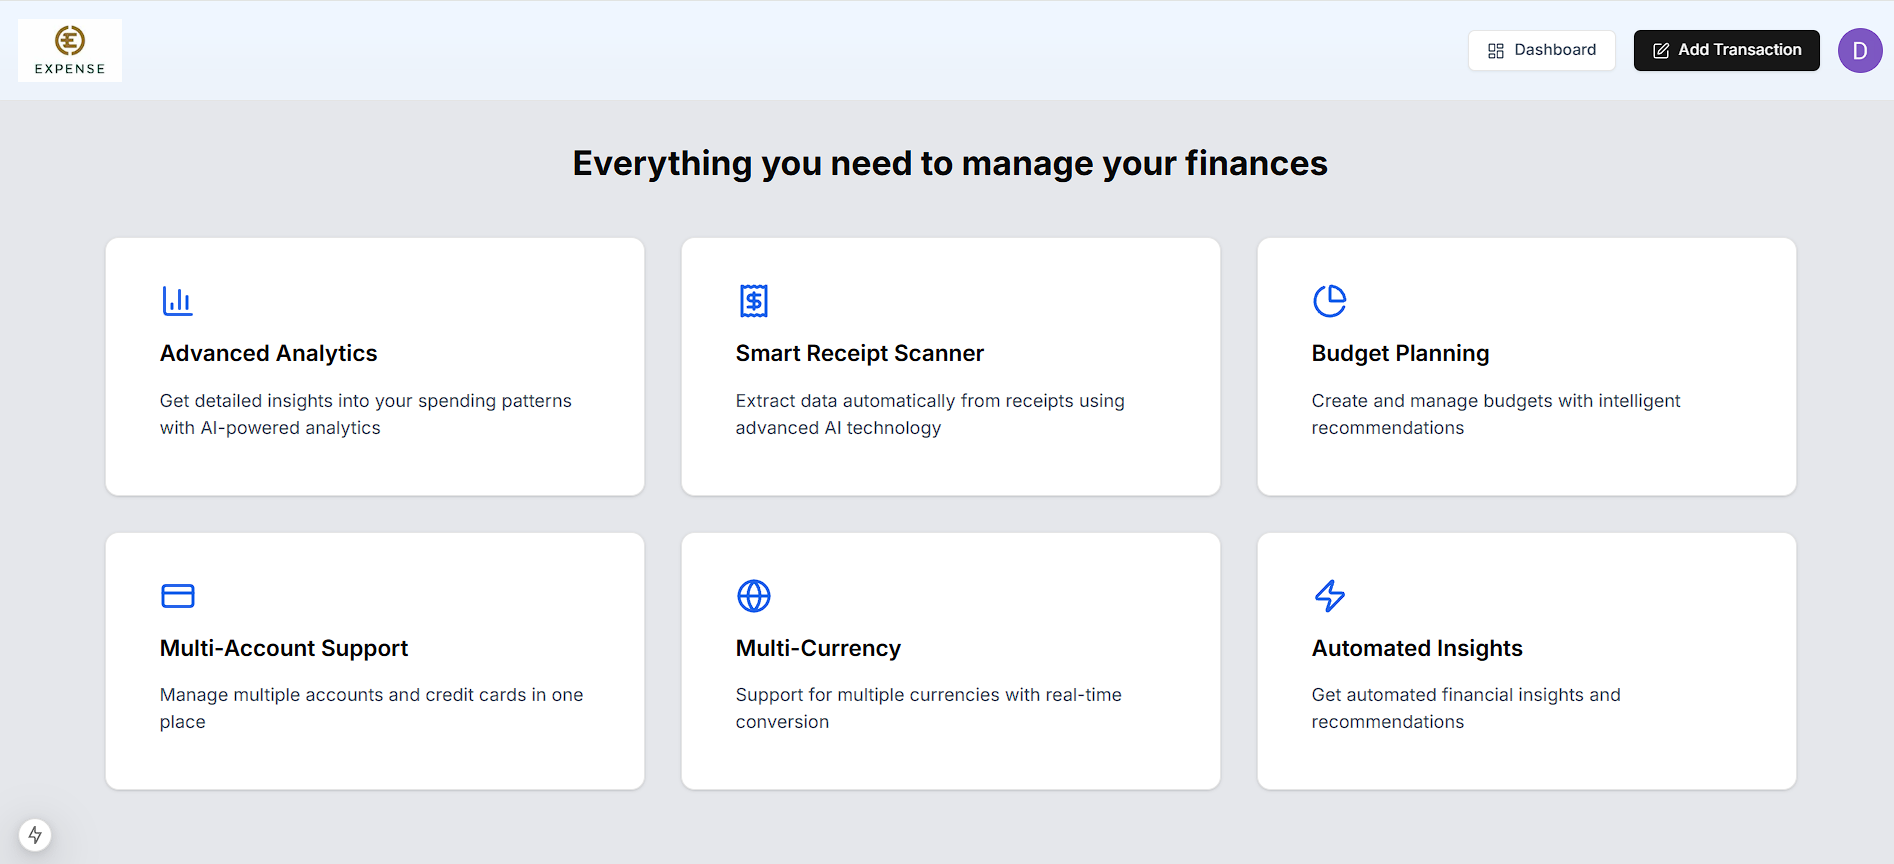 EXPENSE
Dashboard
Add Transaction
D
Everything you need to manage your finances
Advanced Analytics
Get detailed insights into your spending patterns
with AI-powered analytics
Smart Receipt Scanner
Extract data automatically from receipts using
advanced AI technology
Budget Planning
Create and manage budgets with intelligent
recommendations
Multi-Account Support
Manage multiple accounts and credit cards in one
place
Multi-Currency
Support for multiple currencies with real-time
conversion
Automated Insights
Get automated financial insights and
recommendations